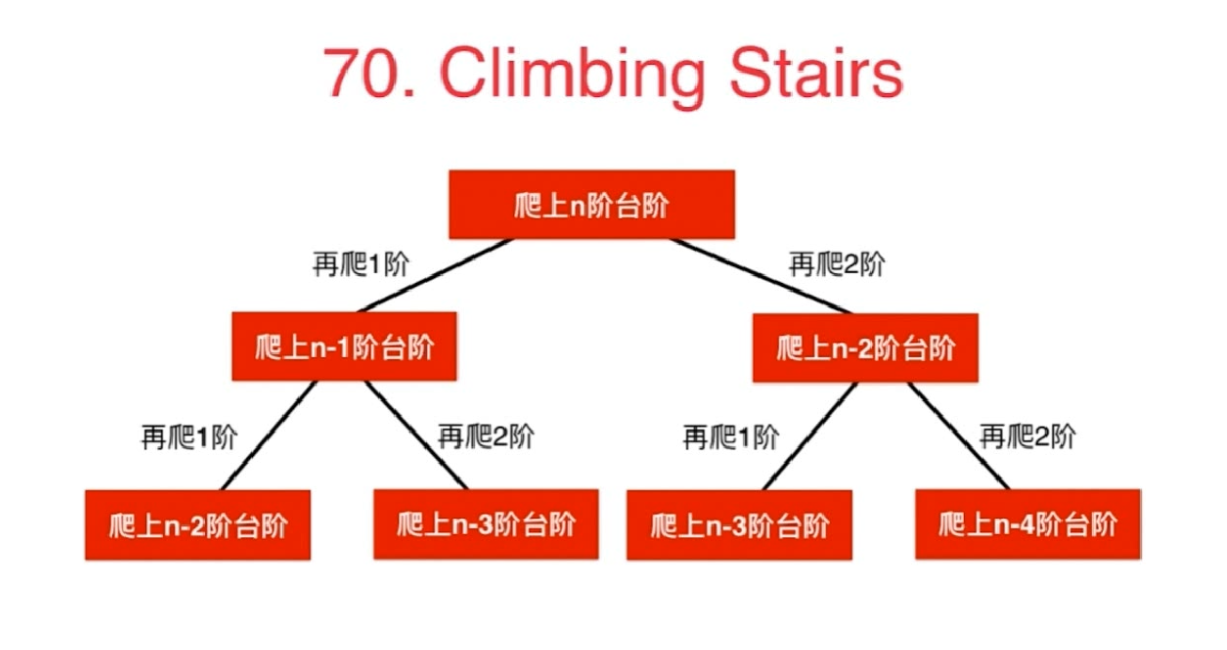 70. Climbing Stairs
爬上n阶台阶
再爬1阶
再爬2阶
爬上n-1阶台阶
爬上n-2阶台阶
再爬1阶
再爬2阶
再爬1阶
再爬2阶
爬上n-2阶台阶
爬上n-3阶台阶
爬上n-3阶台阶
爬上n-4阶台阶